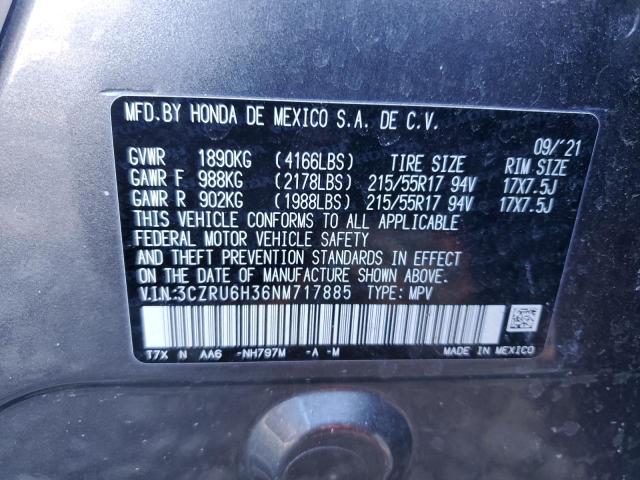 MFD.BY HONDA DE MEXICO S.A. DE C.V.
09/'21
GVWR 1890KG (4166LBS) TIRE SIZE RIM SIZE
GAWR F 988KG (2178LBS) 215/55R17 94V 17X7.5J
GAWR R 902KG (1988LBS) 215/55R17 94V 17X7.5J
THIS VEHICLE CONFORMS TO ALL APPLICABLE
FEDERAL MOTOR VEHICLE SAFETY
AND THEFT PREVENTION STANDARDS IN EFFECT
ON THE DATE OF MANUFACTURE SHOWN ABOVE.
V.I.N:3CZRU6H36NM717885 TYPE: MPV
T7X N AA6 -NH797M -A -M MADE IN MEXICO